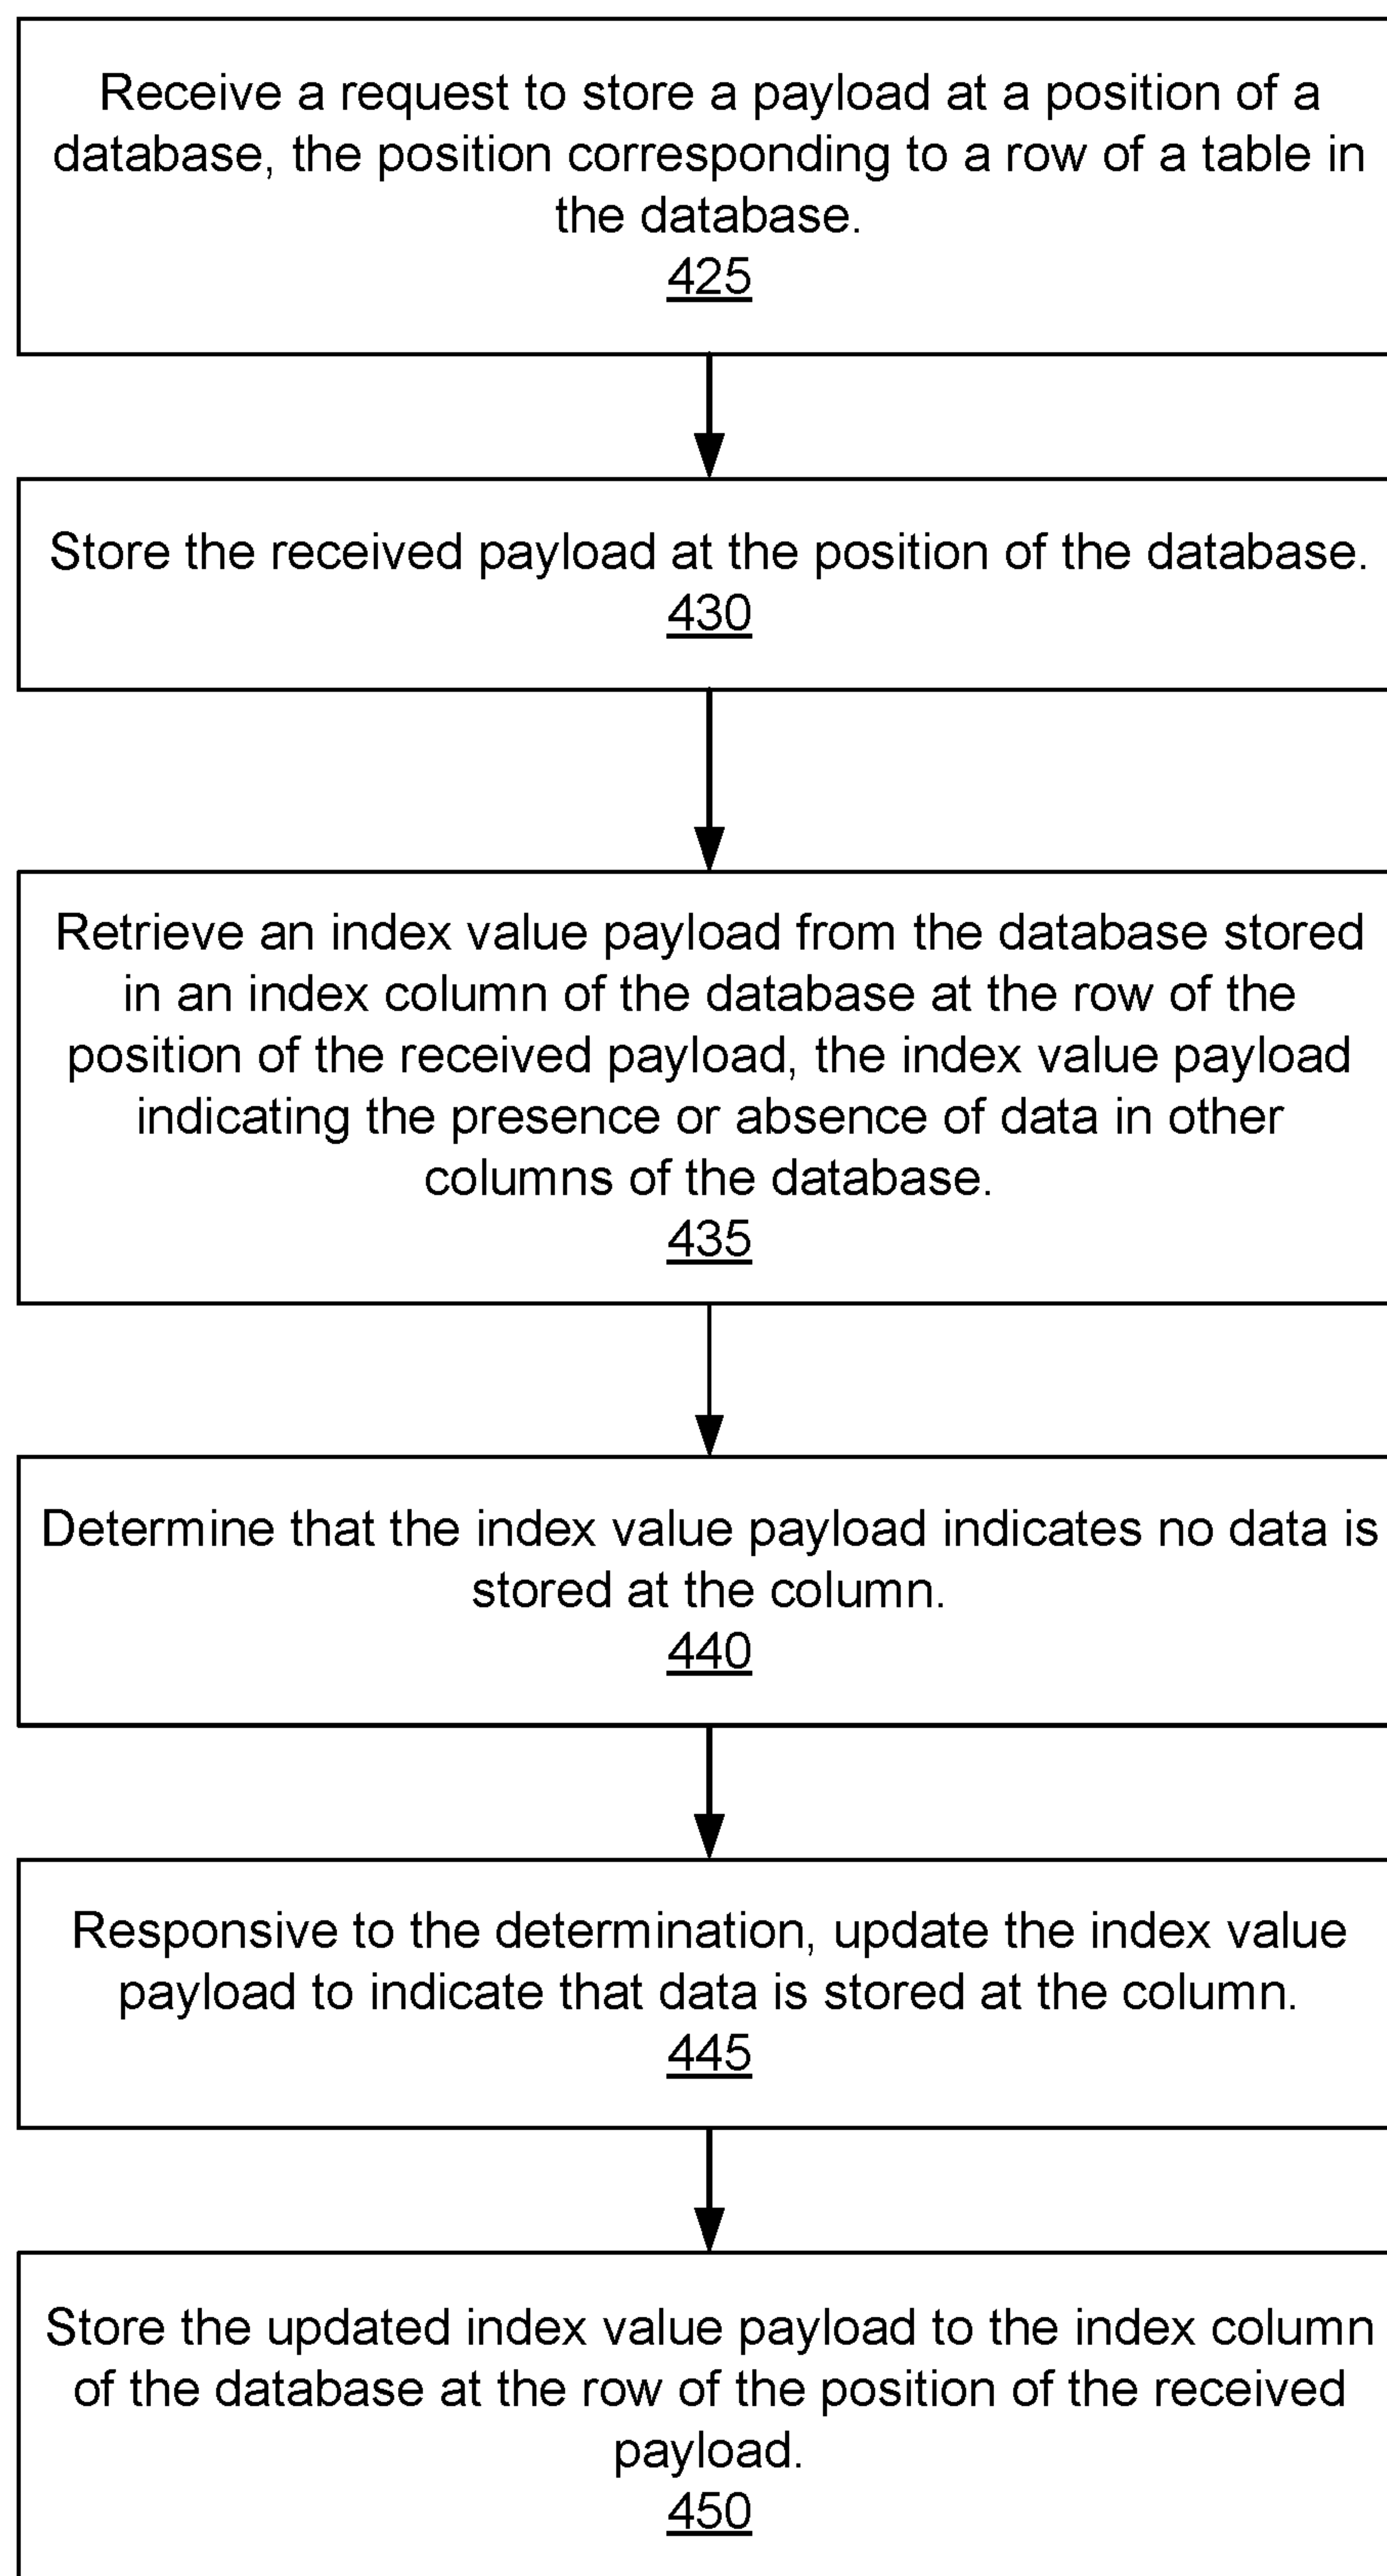 Receive a request to store a payload at a position of a
database, the position corresponding to a row of a table in
the database.
425
Store the received payload at the position of the database.
430
Retrieve an index value payload from the database stored
in an index column of the database at the row of the
position of the received payload, the index value payload
indicating the presence or absence of data in other
columns of the database.
435
Determine that the index value payload indicates no data is
stored at the column.
440
Responsive to the determination, update the index value
payload to indicate that data is stored at the column.
445
Store the updated index value payload to the index column
of the database at the row of the position of the received
payload.
450